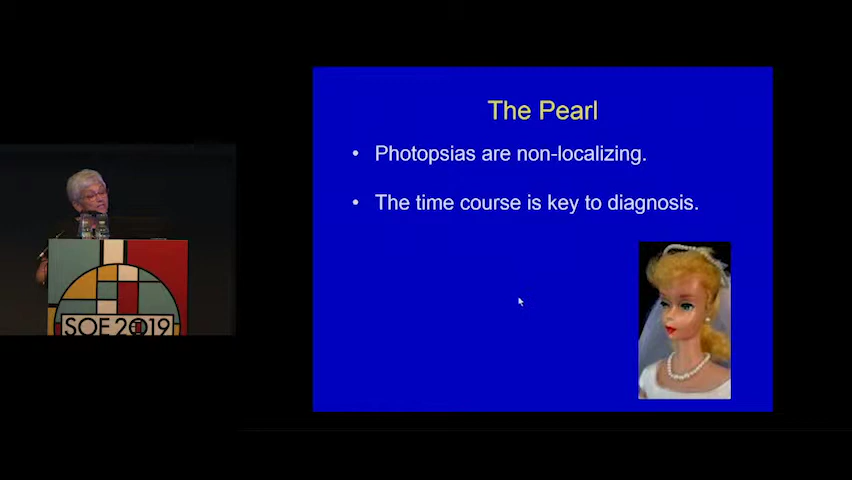 The Pearl
• Photopsias are non-localizing.
• The time course is key to diagnosis.
SOE 2019